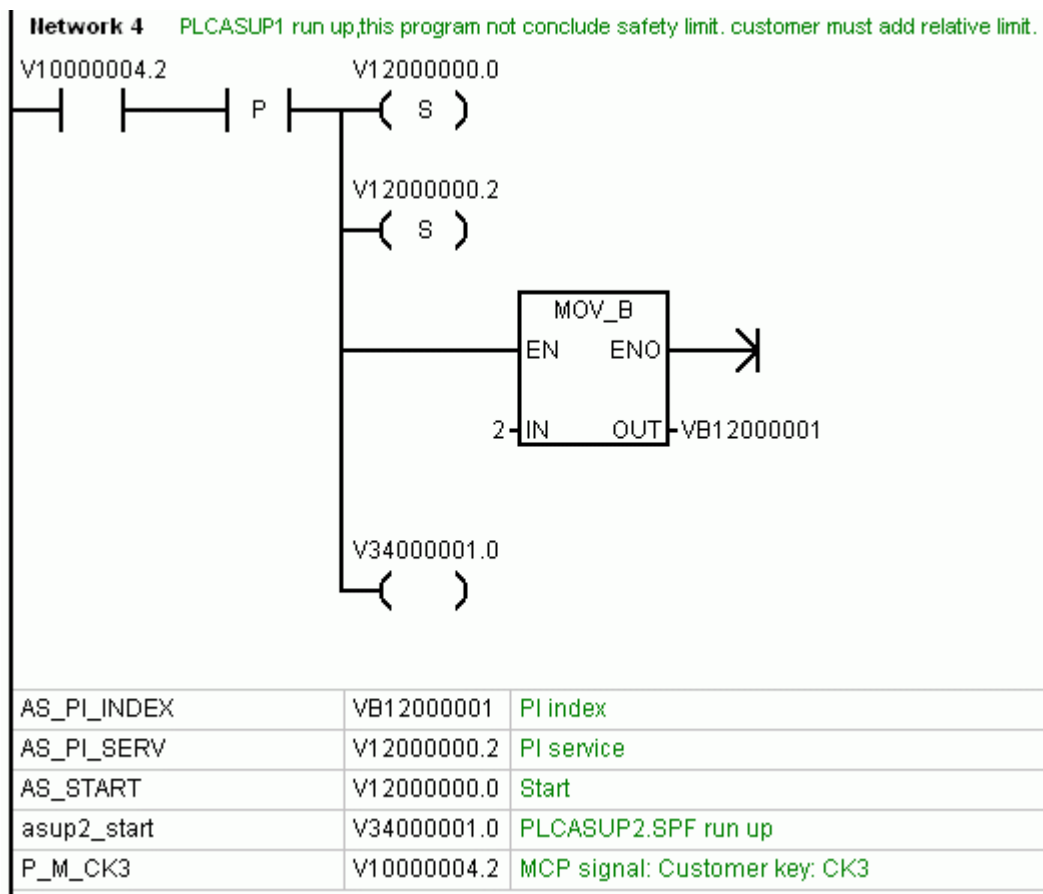 Network 4 PLCASUP1 run up,this program not conclude safety limit. customer must add relative limit.
V10000004.2 V12000000.0
P S
V12000000.2
S
MOV_B
EN ENO
2 IN OUT VB12000001
V34000001.0
AS_PI_INDEX VB12000001 PI index
AS_PI_SERV V12000000.2 PI service
AS_START V12000000.0 Start
asup2_start V34000001.0 PLCASUP2.SPF run up
P_M_CK3 V10000004.2 MCP signal: Customer key: CK3